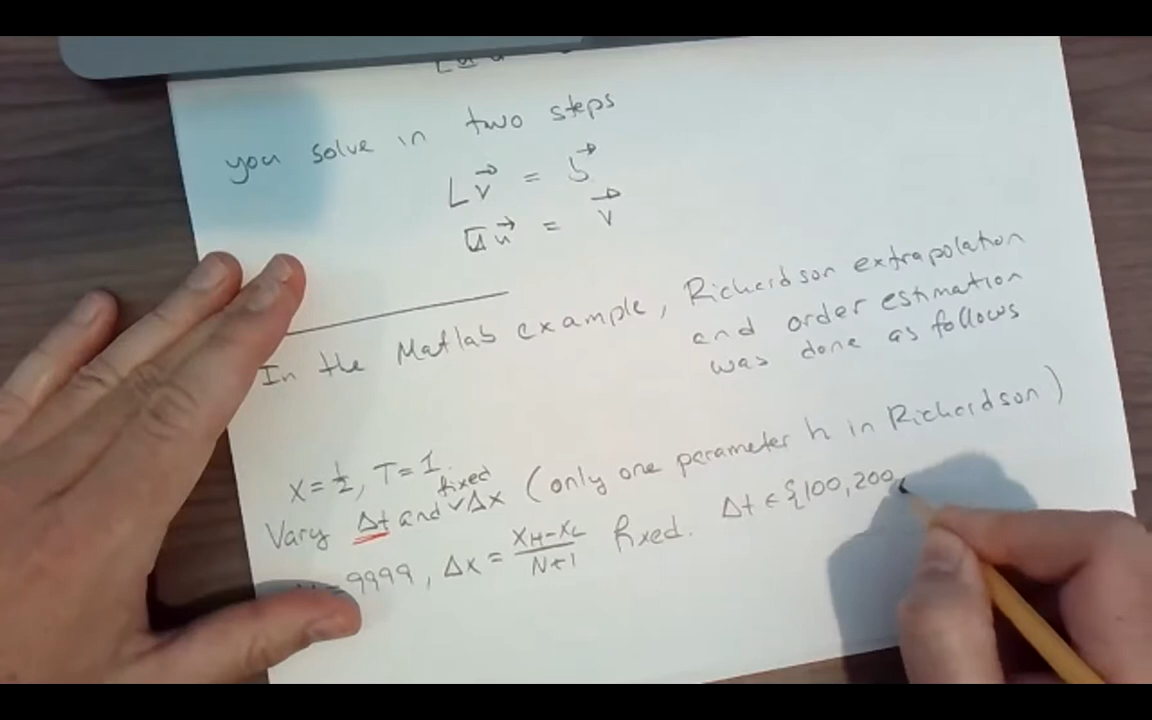 you solve in two steps
L v⃗ = b⃗
U u⃗ = v⃗
In the Matlab example, Richardson extrapolation
and order estimation
was done as follows
X = 1/2, T = 1.
Vary Δt and fixed Δx (only one parameter h in Richardson)
= 9999, Δx = (x_H - x_L)/(N+1) fixed. Δt ∈ {100, 200,